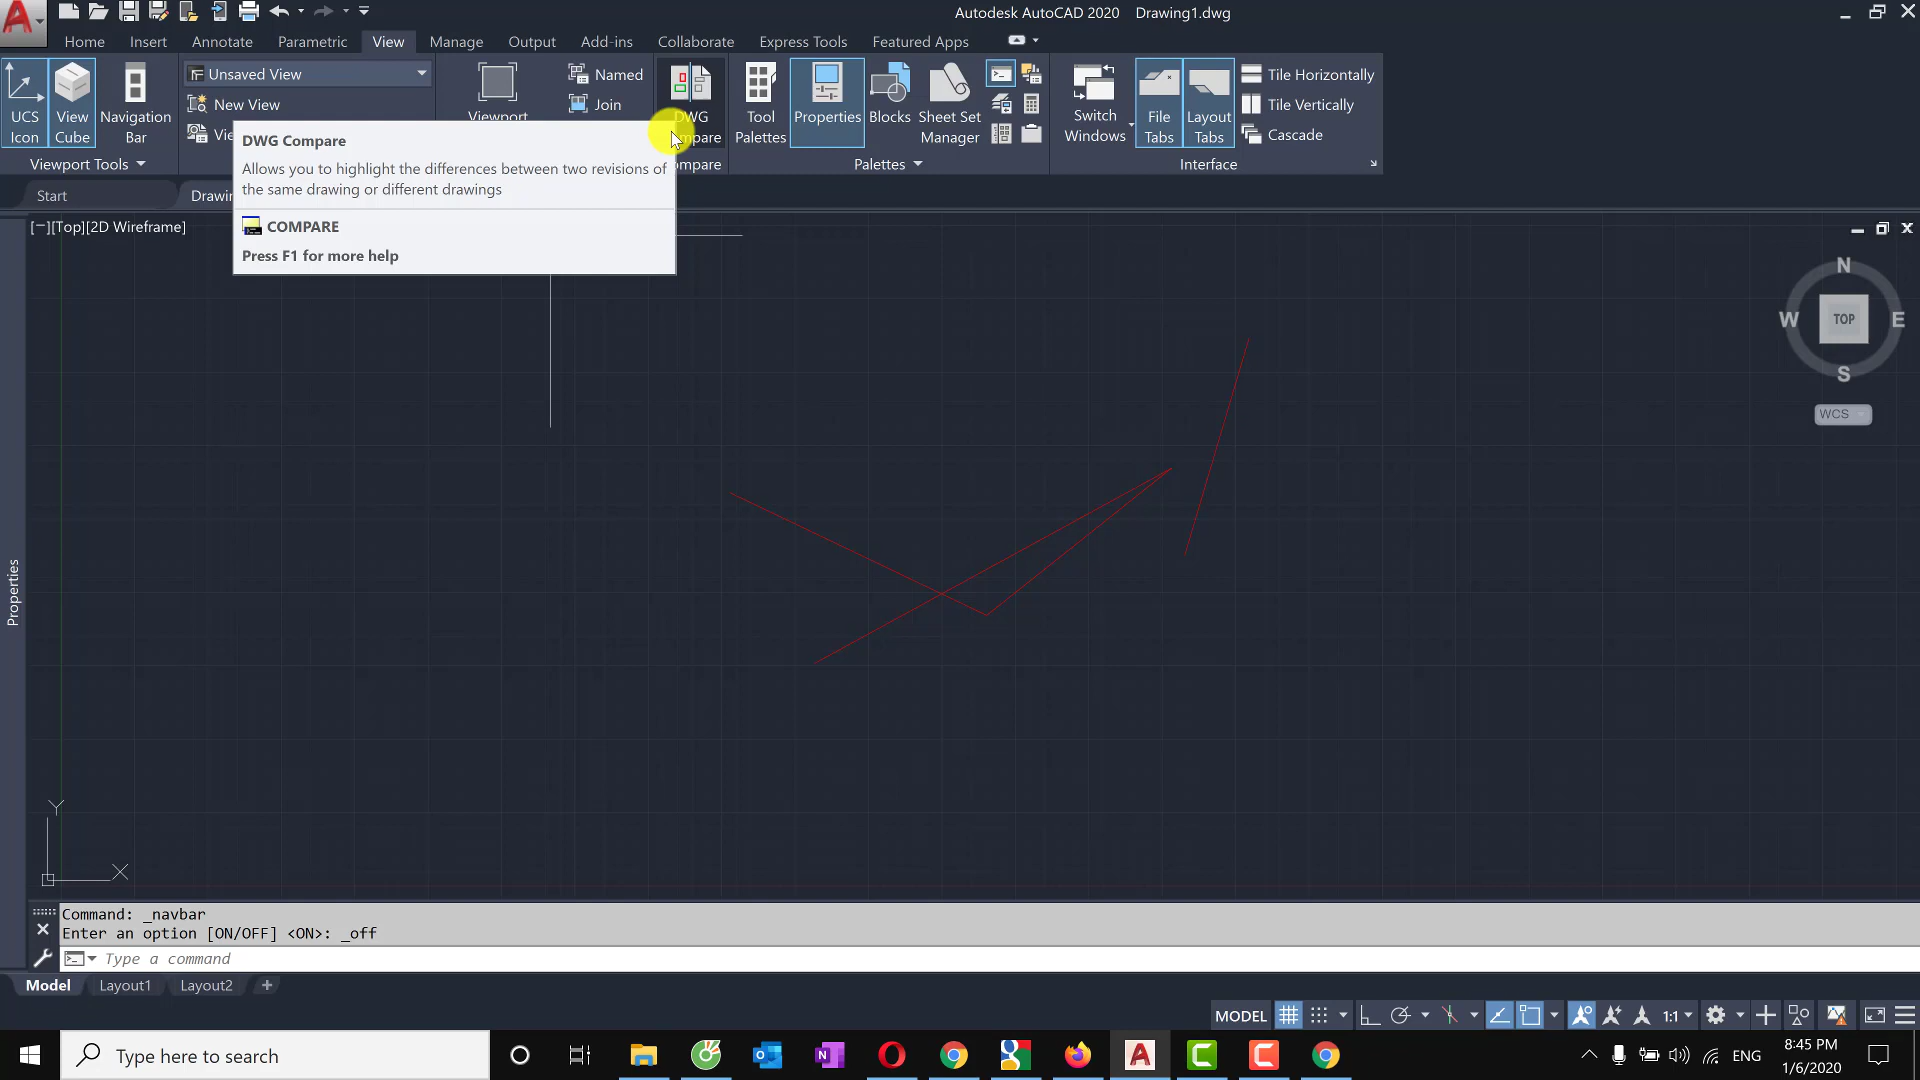 Autodesk AutoCAD 2020 Drawing1.dwg
Home Insert Annotate Parametric View Manage Output Add-ins Collaborate Express Tools Featured Apps
UCS Icon
View Cube
Navigation Bar
Viewport Tools
Unsaved View
New View
Viewport
Named
Join
DWG
Tool Palettes
Properties
Blocks
Sheet Set Manager
Palettes
Switch Windows
File Tabs
Layout Tabs
Tile Horizontally
Tile Vertically
Cascade
Interface
Start
DWG Compare
Allows you to highlight the differences between two revisions of
the same drawing or different drawings
COMPARE
Press F1 for more help
[−][Top][2D Wireframe]
N
W TOP E
S
WCS
Properties
Y
X
Command: _navbar
Enter an option [ON/OFF] <ON>: _off
Type a command
Model Layout1 Layout2 +
MODEL 1:1
Type here to search
ENG
8:45 PM
1/6/2020